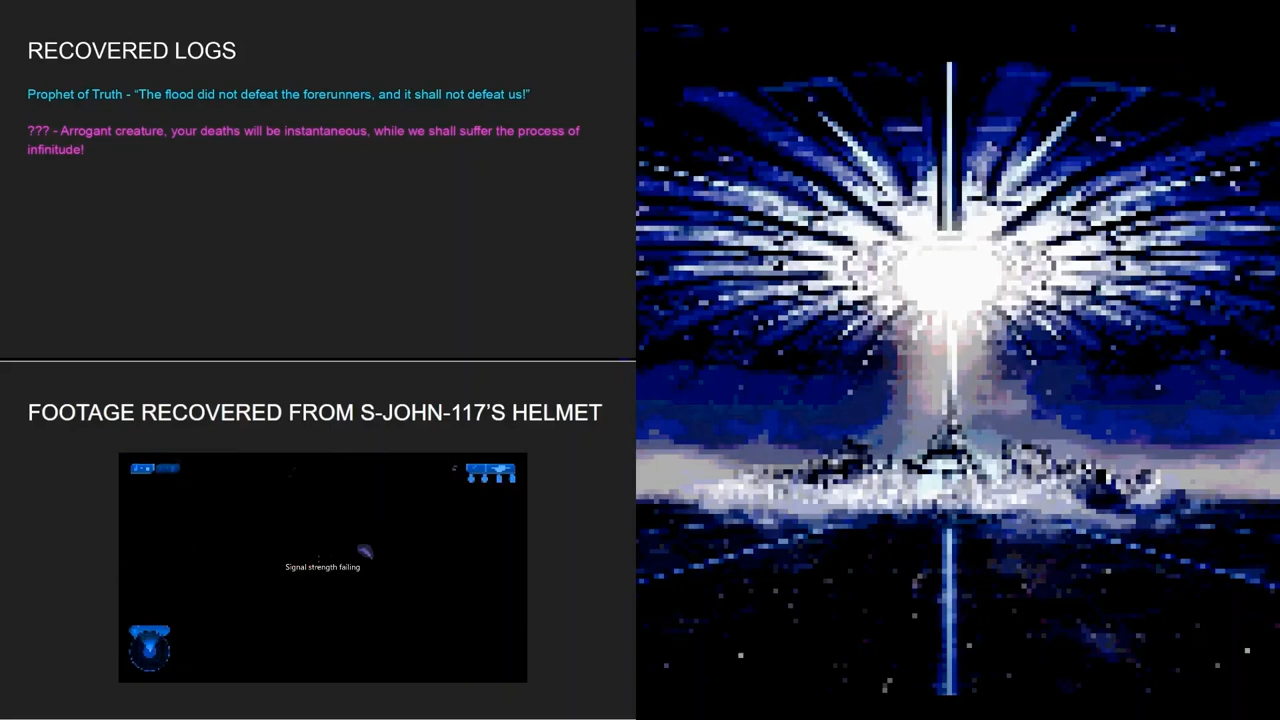 RECOVERED LOGS
Prophet of Truth - “The flood did not defeat the forerunners, and it shall not defeat us!”
??? - Arrogant creature, your deaths will be instantaneous, while we shall suffer the process of
infinitude!
FOOTAGE RECOVERED FROM S-JOHN-117’S HELMET
Signal strength failing